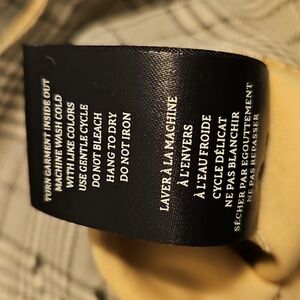 TURN GARMENT INSIDE OUT
MACHINE WASH COLD
WITH LIKE COLORS
USE GENTLE CYCLE
DO NOT BLEACH
HANG TO DRY
DO NOT IRON
LAVER À LA MACHINE
À L'ENVERS
À L'EAU FROIDE
CYCLE DÉLICAT
NE PAS BLANCHIR
SÉCHER PAR ÉGOUTTEMENT
NE PAS REPASSER